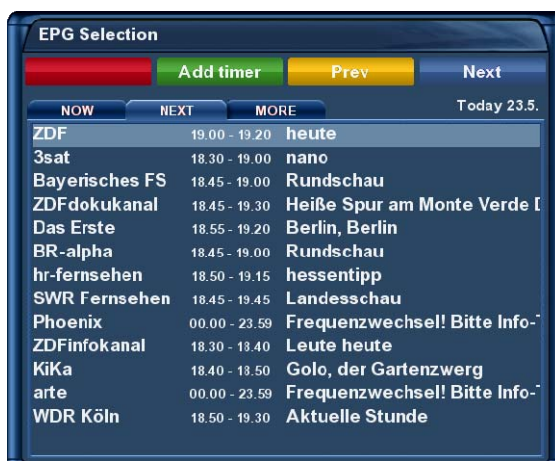 EPG Selection
Add timer Prev Next
NOW NEXT MORE Today 23.5.
ZDF 19.00 - 19.20 heute
3sat 18.30 - 19.00 nano
Bayerisches FS 18.45 - 19.00 Rundschau
ZDFdokukanal 18.45 - 19.30 Heiße Spur am Monte Verde D
Das Erste 18.55 - 19.20 Berlin, Berlin
BR-alpha 18.45 - 19.00 Rundschau
hr-fernsehen 18.50 - 19.15 hessentipp
SWR Fernsehen 18.45 - 19.45 Landesschau
Phoenix 00.00 - 23.59 Frequenzwechsel! Bitte Info-T
ZDFinfokanal 18.30 - 18.40 Leute heute
KiKa 18.40 - 18.50 Golo, der Gartenzwerg
arte 00.00 - 23.59 Frequenzwechsel! Bitte Info-T
WDR Köln 18.50 - 19.30 Aktuelle Stunde